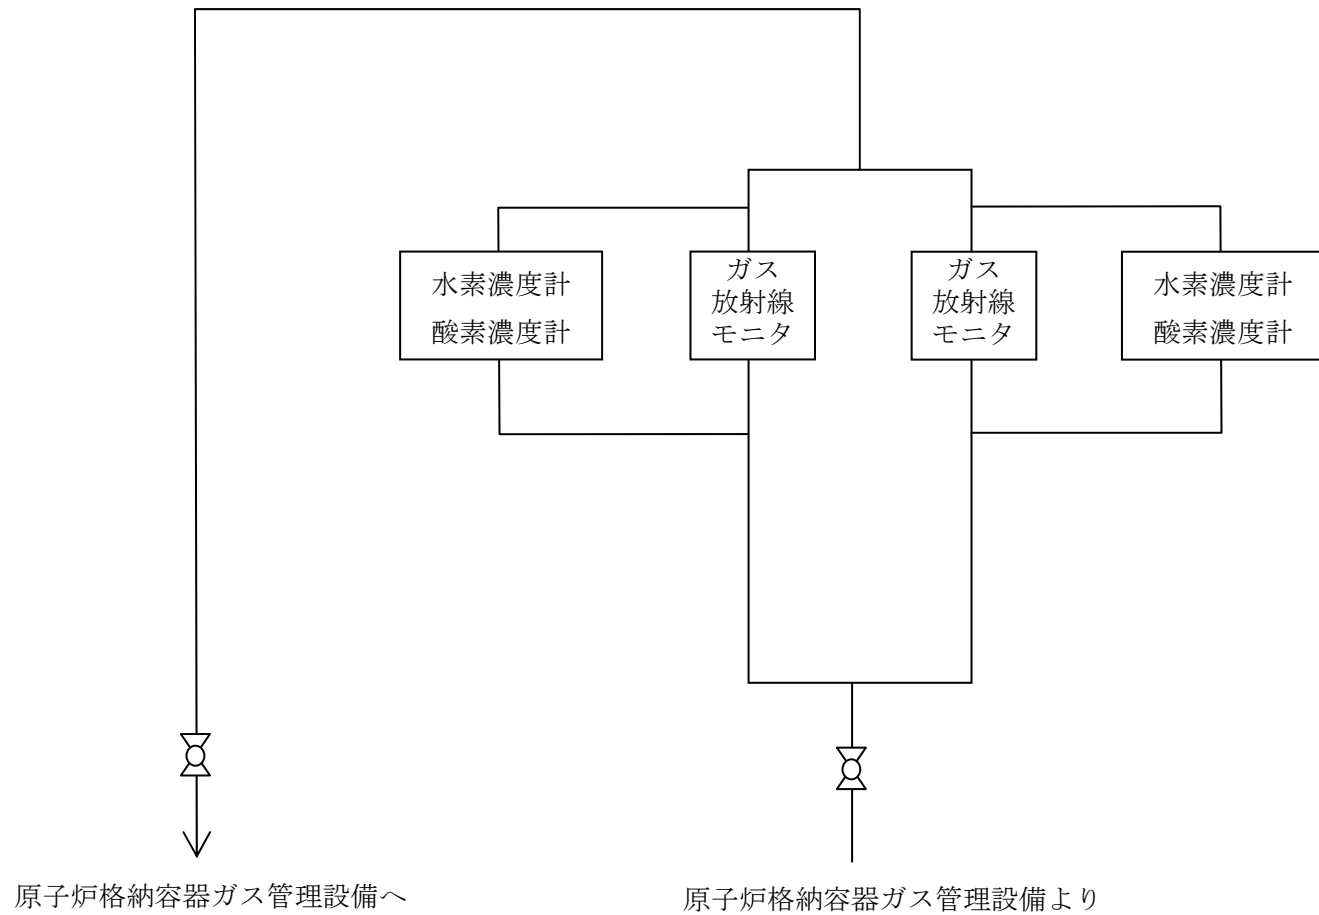 水素濃度計
酸素濃度計
ガス
放射線
モニタ
ガス
放射線
モニタ
水素濃度計
酸素濃度計
原子炉格納容器ガス管理設備へ
原子炉格納容器ガス管理設備より